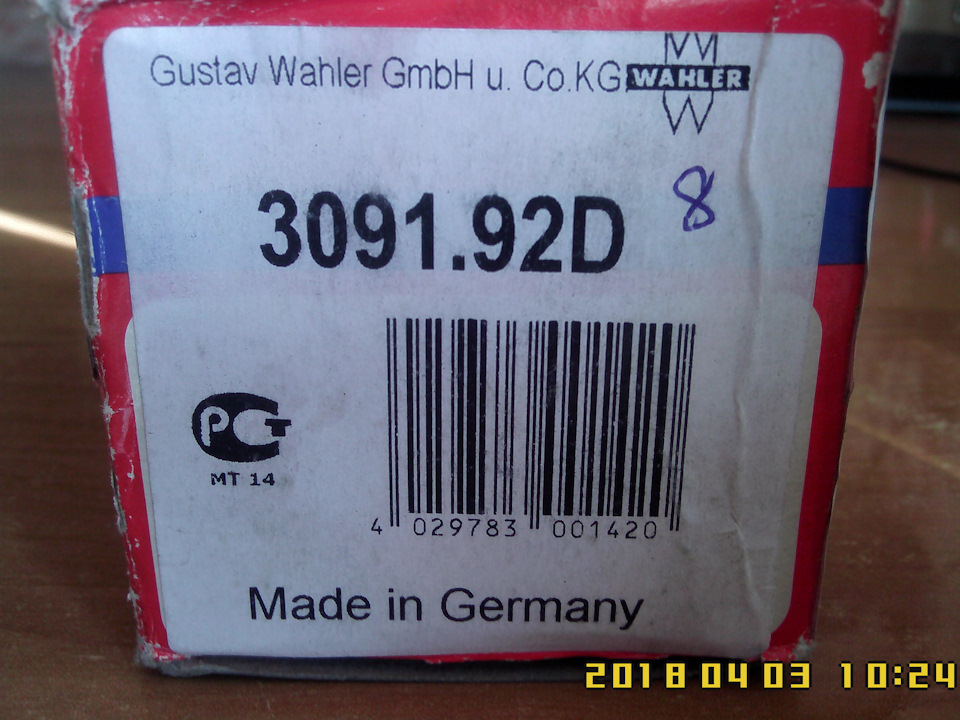 Gustav Wahler GmbH u. Co.KG WAHLER
3091.92D 8
РСТ
MT 14
4 029783 001420
Made in Germany
2018 04 03 10:24